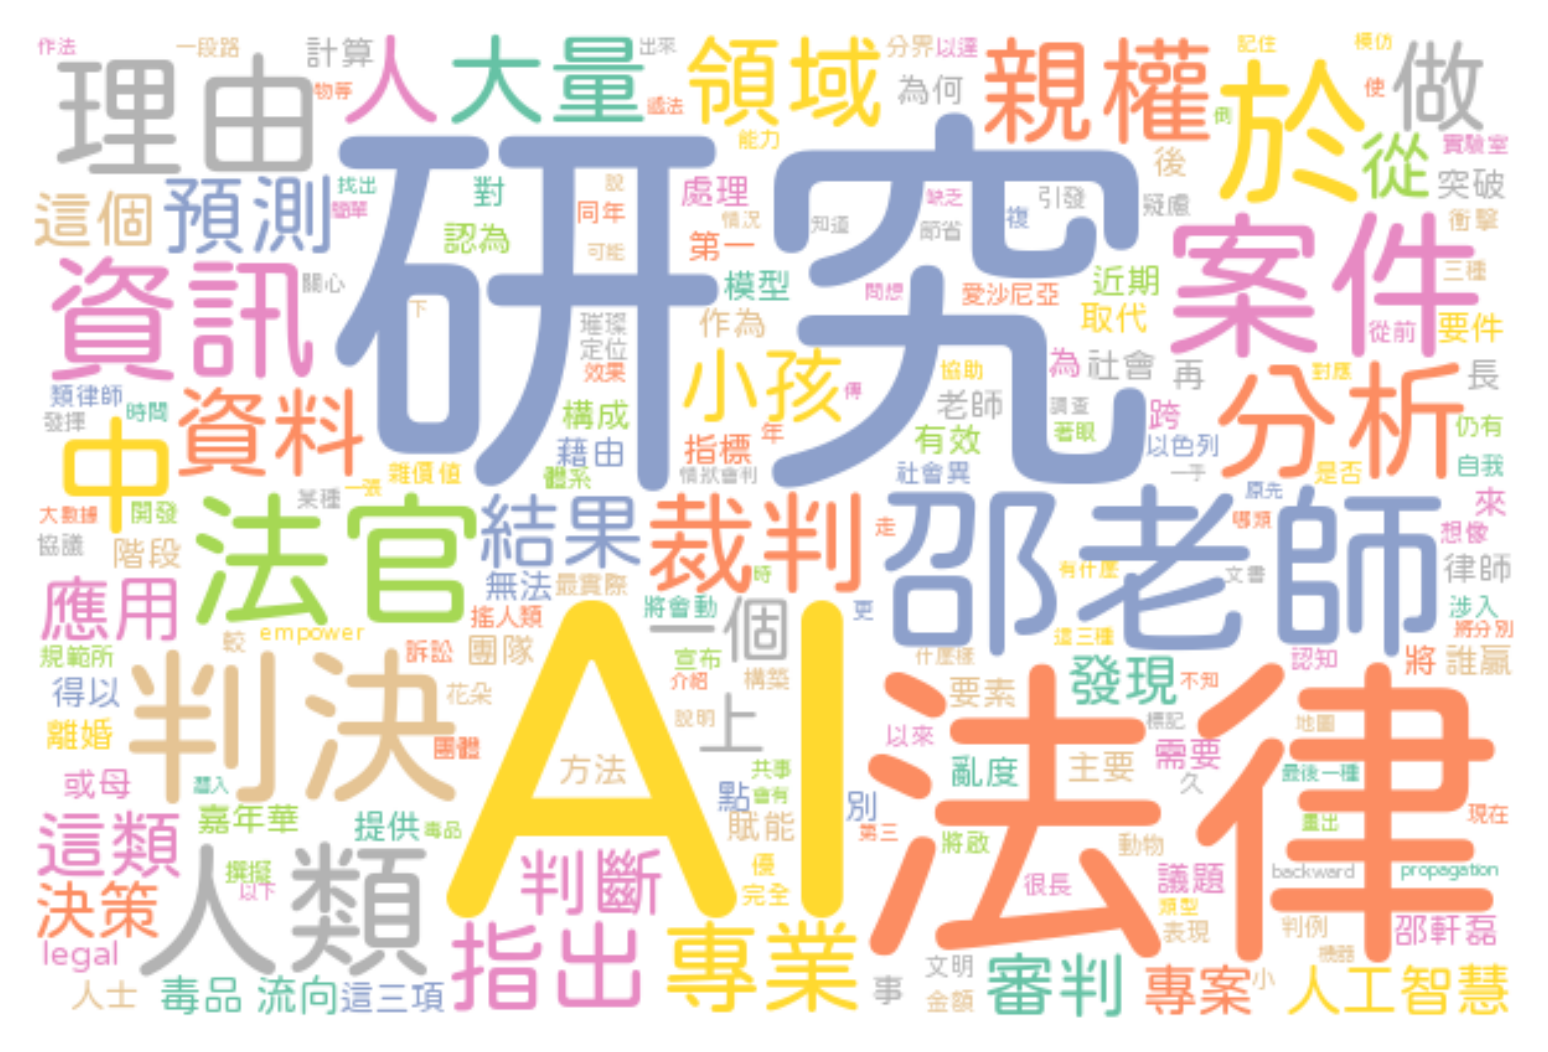 作法
一段路
計算
人
大量
出來
領域
分界
以達
親權
記住
模仿
理由
物等
遞法
為何
於
使
做
能力
倒
從
實驗室
這個
預測
找出
簡單
對
說
同年
處理
研究
缺乏
引發
後
疑慮
突破
認為
可能
第一
情況
知道
節省
複
案件
衝擊
資訊
關心
下
模型
問想
愛沙尼亞
近期
三種
璀璨
作為
取代
從前
要件
定位
效果
小孩
傳
協助
為
社會
再
對應
長
類律師
時間
發揮
資料
構成
老師
調查
跨
分析
仍有
中
藉由
指標
年
有效
著眼
以色列
自我
體系
雜價值
情狀會判
社會異
一手
是否
某種
一張
原先
來
大數據
開發
法官
結果
裁判
走
邵老師
哪類
想像
協議
階段
無法
最實際
時
有什麼
文書
律師
應用
搖人類
將會動
一個
更
這三種
涉入
將分別
較
empower
規範所
訴訟
團隊
宣布
什麼樣
認知
將
誰贏
得以
判決
花朵
AI
介紹
構築
要素
發現
不知
離婚
團體
說明
上
以來
法律
標記
地圖
或母
潛入
方法
共事
亂度
主要
需要
久
最後一種
點
會有
別
這類
嘉年華
提供
毒品
賦能
第三
將啟
動物
畫出
現在
人類
撰擬
以下
判斷
優
完全
很長
議題
類型
backward
propagation
決策
legal
指出
專業
表現
判例
機器
邵軒磊
人士
毒品
流向
這三項
事
文明
金額
審判
專案
小
人工智慧